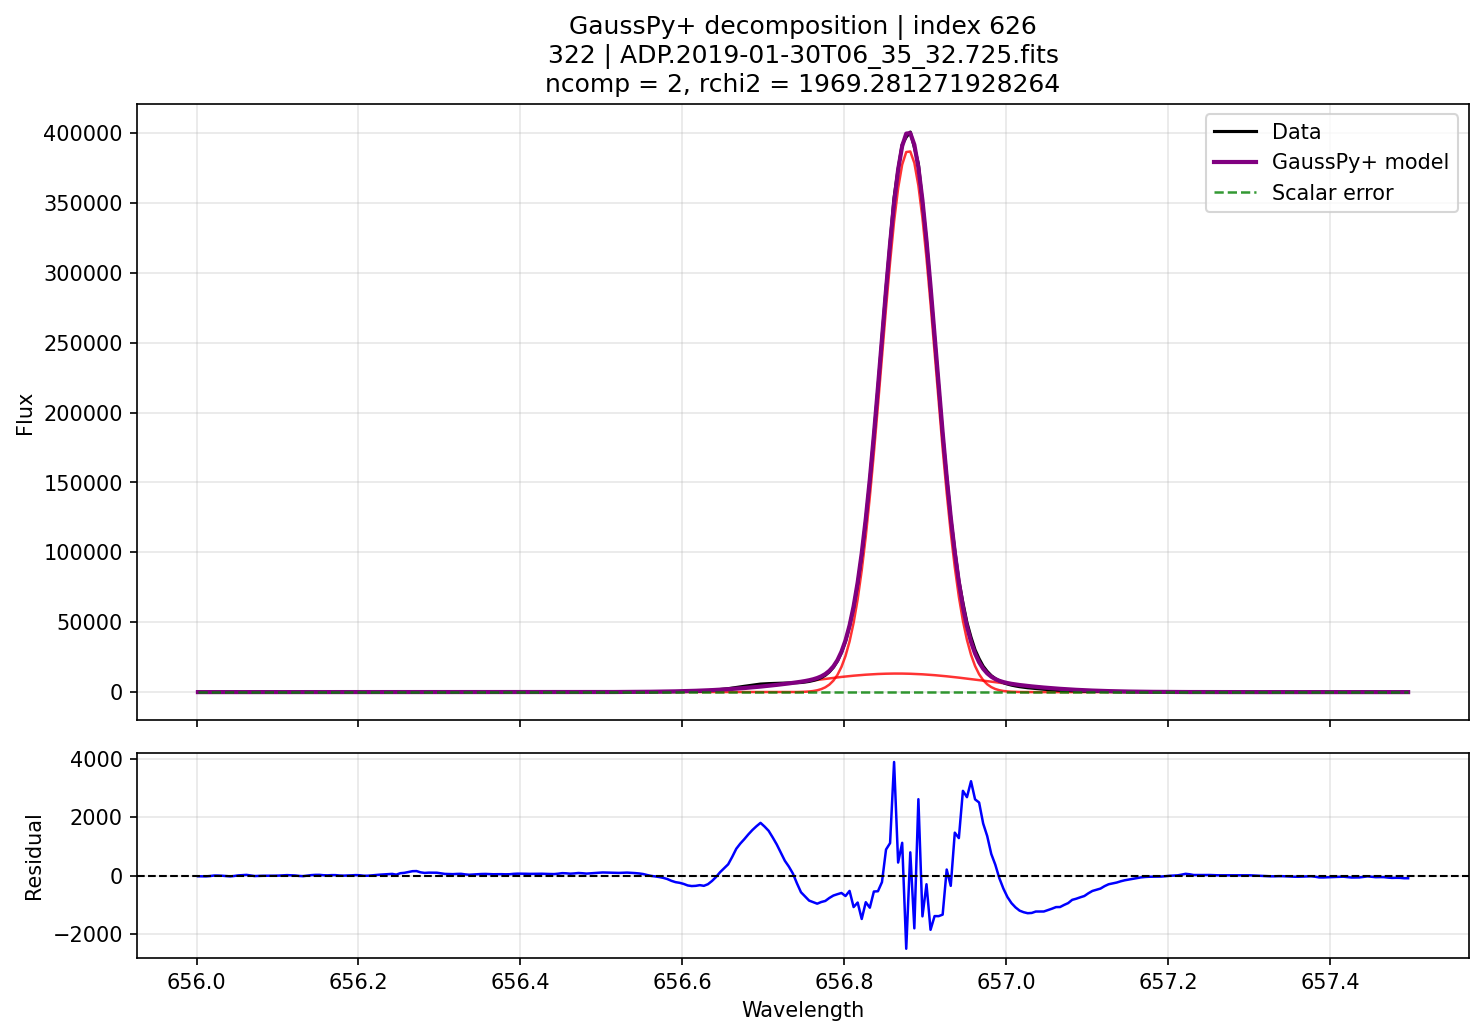 GaussPy+ decomposition | index 626
322 | ADP.2019-01-30T06_35_32.725.fits
ncomp = 2, rchi2 = 1969.281271928264
Data
GaussPy+ model
Scalar error
400000
350000
300000
250000
200000
150000
100000
50000
0
Flux
4000
2000
0
−2000
Residual
656.0 656.2 656.4 656.6 656.8 657.0 657.2 657.4
Wavelength